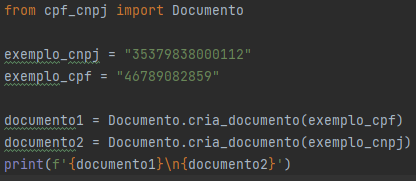 from cpf_cnpj import Documento
exemplo_cnpj = "35379838000112"
exemplo_cpf = "46789082859"
documento1 = Documento.cria_documento(exemplo_cpf)
documento2 = Documento.cria_documento(exemplo_cnpj)
print(f'{documento1}\n{documento2}')